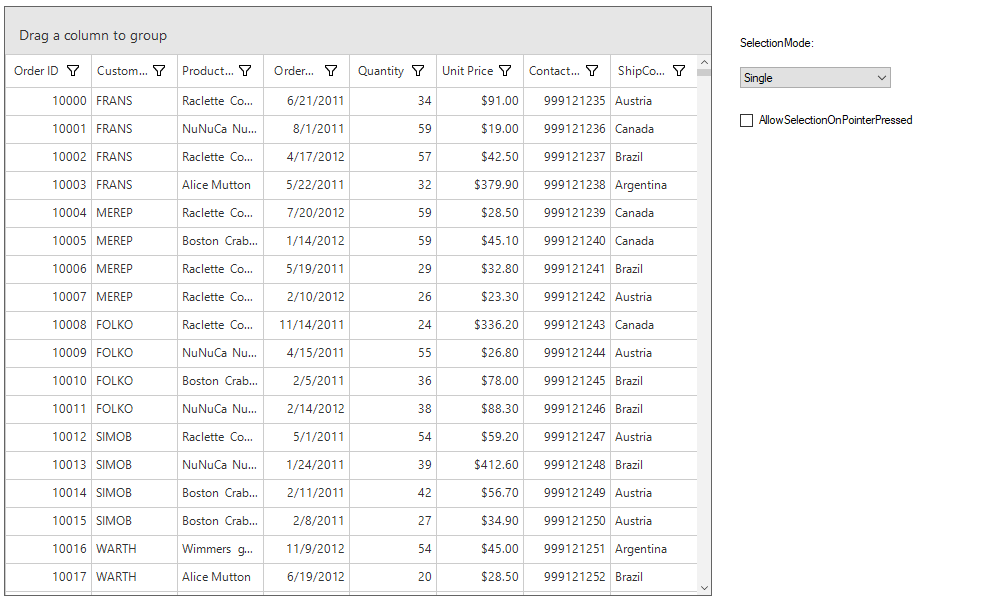 Drag a column to group
SelectionMode:
Order ID Custom... Product... Order... Quantity Unit Price Contact... ShipCo...
Single
10000 FRANS Raclette Co... 6/21/2011 34 $91.00 999121235 Austria
AllowSelectionOnPointerPressed
10001 FRANS NuNuCa Nu... 8/1/2011 59 $19.00 999121236 Canada
10002 FRANS Raclette Co... 4/17/2012 57 $42.50 999121237 Brazil
10003 FRANS Alice Mutton 5/22/2011 32 $379.90 999121238 Argentina
10004 MEREP Raclette Co... 7/20/2012 59 $28.50 999121239 Canada
10005 MEREP Boston Crab... 1/14/2012 59 $45.10 999121240 Canada
10006 MEREP Raclette Co... 5/19/2011 29 $32.80 999121241 Brazil
10007 MEREP Raclette Co... 2/10/2012 26 $23.30 999121242 Austria
10008 FOLKO Raclette Co... 11/14/2011 24 $336.20 999121243 Canada
10009 FOLKO NuNuCa Nu... 4/15/2011 55 $26.80 999121244 Austria
10010 FOLKO Boston Crab... 2/5/2011 36 $78.00 999121245 Brazil
10011 FOLKO NuNuCa Nu... 2/14/2012 38 $88.30 999121246 Brazil
10012 SIMOB Raclette Co... 5/1/2011 54 $59.20 999121247 Austria
10013 SIMOB NuNuCa Nu... 1/24/2011 39 $412.60 999121248 Brazil
10014 SIMOB Boston Crab... 2/11/2011 42 $56.70 999121249 Austria
10015 SIMOB Boston Crab... 2/8/2011 27 $34.90 999121250 Austria
10016 WARTH Wimmers g... 11/9/2012 54 $45.00 999121251 Argentina
10017 WARTH Alice Mutton 6/19/2012 20 $28.50 999121252 Brazil